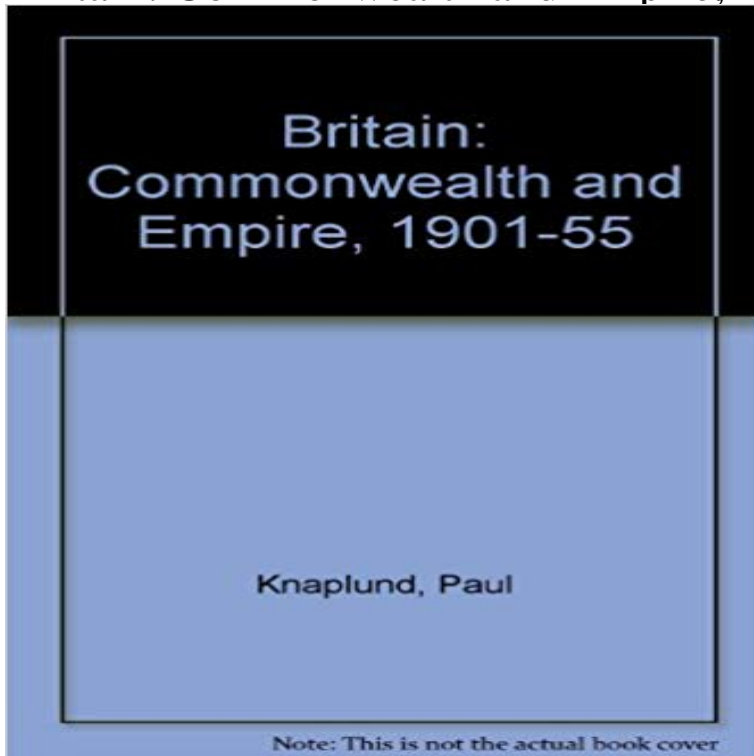 Britain:
Commonwealth and
Empire, 1901-55
Knaplund, Paul
Note: This is not the actual book cover